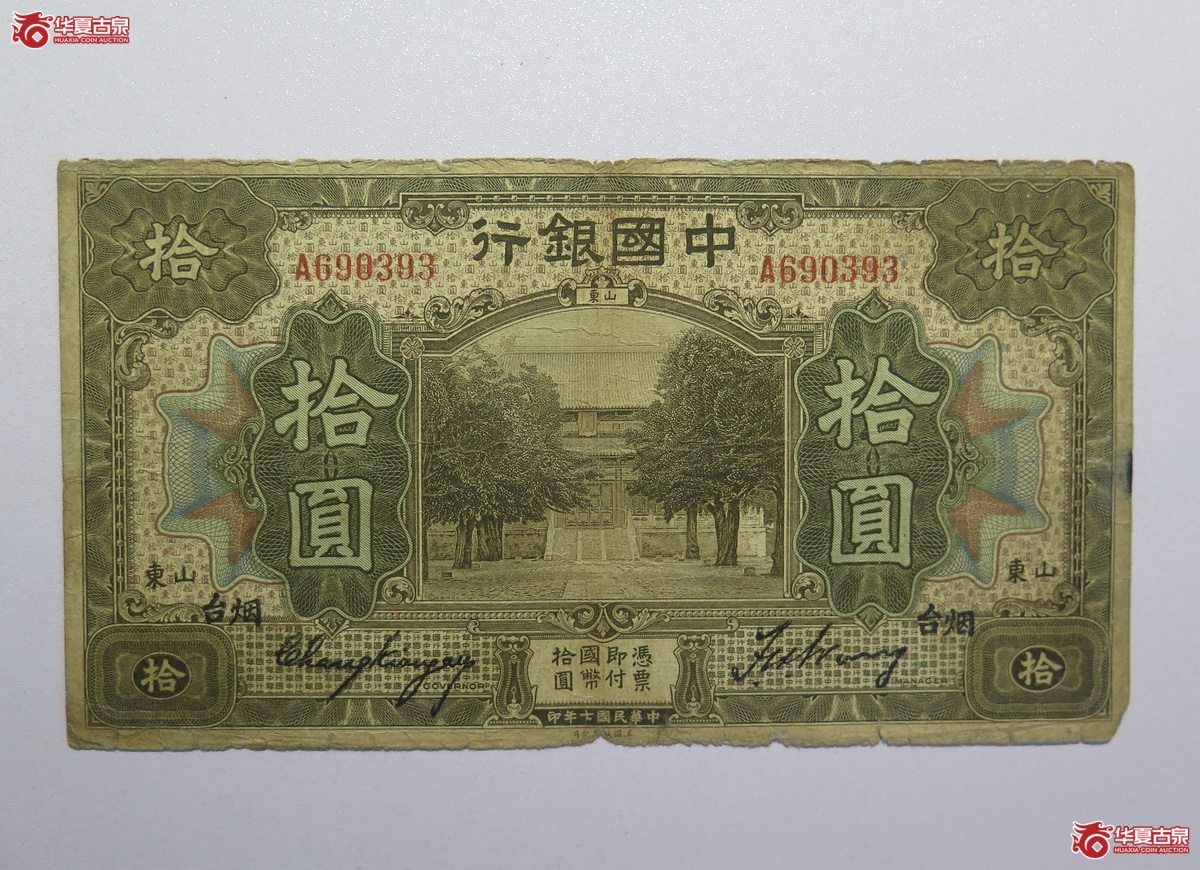 华夏古泉
HUAXIA COIN AUCTION
拾
中國銀行
拾
A690393
A690393
山東
拾圓
拾圓
山東
山東
烟台
烟台
憑票
即付
國幣
拾圓
拾
GOVERNOR
MANAGER
拾
中華民國七年印
华夏古泉
HUAXIA COIN AUCTION